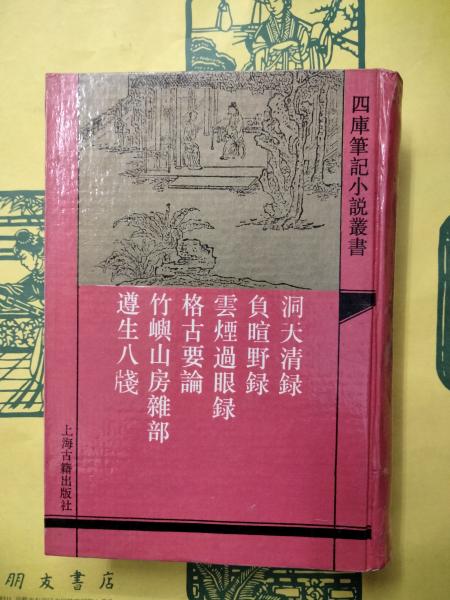 四庫筆記小説叢書
洞天清録
負暄野録
雲煙過眼録
格古要論
竹嶼山房雜部
遵生八牋
上海古籍出版社
朋友書店